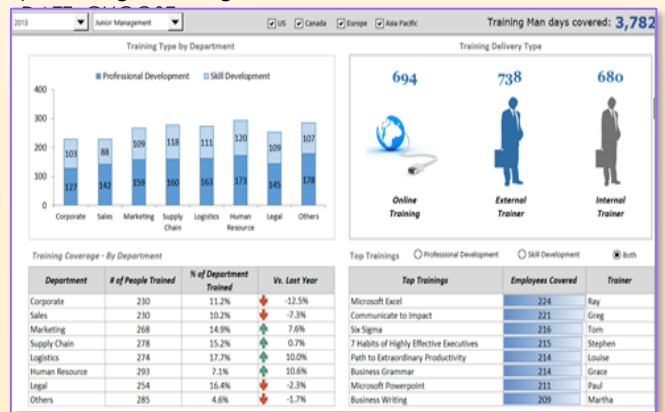 DATE CHOOSE
2013 Junior Management US Canada Europe Asia Pacific Training Man days covered: 3,782
Training Type by Department
Professional Development Skill Development
400
300
200
100
0
103 88 109 118 111 120 109 107
127 142 159 160 163 173 145 178
Corporate Sales Marketing Supply Chain Logistics Human Resource Legal Others
Training Delivery Type
694 738 680
Online Training
External Trainer
Internal Trainer
Training Coverage - By Department
Department # of People Trained % of Department Trained Vs. Last Year
Corporate 230 11.2% -12.5%
Sales 230 10.2% -7.3%
Marketing 268 14.9% 7.6%
Supply Chain 278 15.2% 0.7%
Logistics 274 17.7% 10.0%
Human Resource 293 7.1% 10.6%
Legal 254 16.4% -2.3%
Others 285 4.6% -1.7%
Top Trainings Professional Development Skill Development Both
Top Trainings Employees Covered Trainer
Microsoft Excel 224 Ray
Communicate to Impact 221 Greg
Six Sigma 216 Tom
7 Habits of Highly Effective Executives 215 Stephen
Path to Extraordinary Productivity 214 Louise
Business Grammar 214 Grace
Microsoft Powerpoint 211 Paul
Business Writing 209 Martha